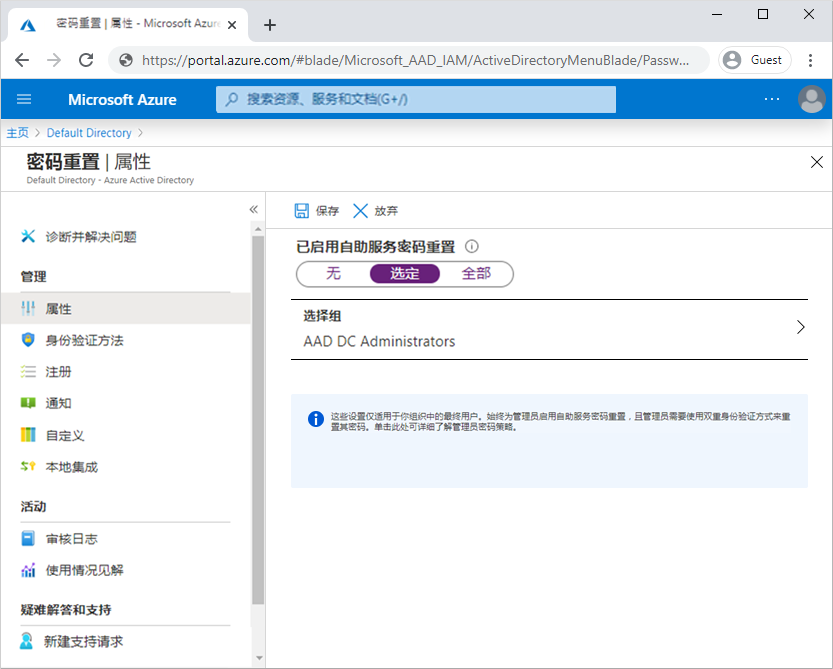 密码重置 | 属性 - Microsoft Azure
https://portal.azure.com/#blade/Microsoft_AAD_IAM/ActiveDirectoryMenuBlade/Passw...
Guest
Microsoft Azure
搜索资源、服务和文档(G+/)
主页 > Default Directory >
密码重置 | 属性
Default Directory - Azure Active Directory
诊断并解决问题
管理
属性
身份验证方法
注册
通知
自定义
本地集成
活动
审核日志
使用情况见解
疑难解答和支持
新建支持请求
保存 放弃
已启用自助服务密码重置
无 选定 全部
选择组
AAD DC Administrators
这些设置仅适用于你组织中的最终用户。始终为管理员启用自助服务密码重置，且管理员需要使用双重身份验证方式来重
置其密码。单击此处可详细了解管理员密码策略。